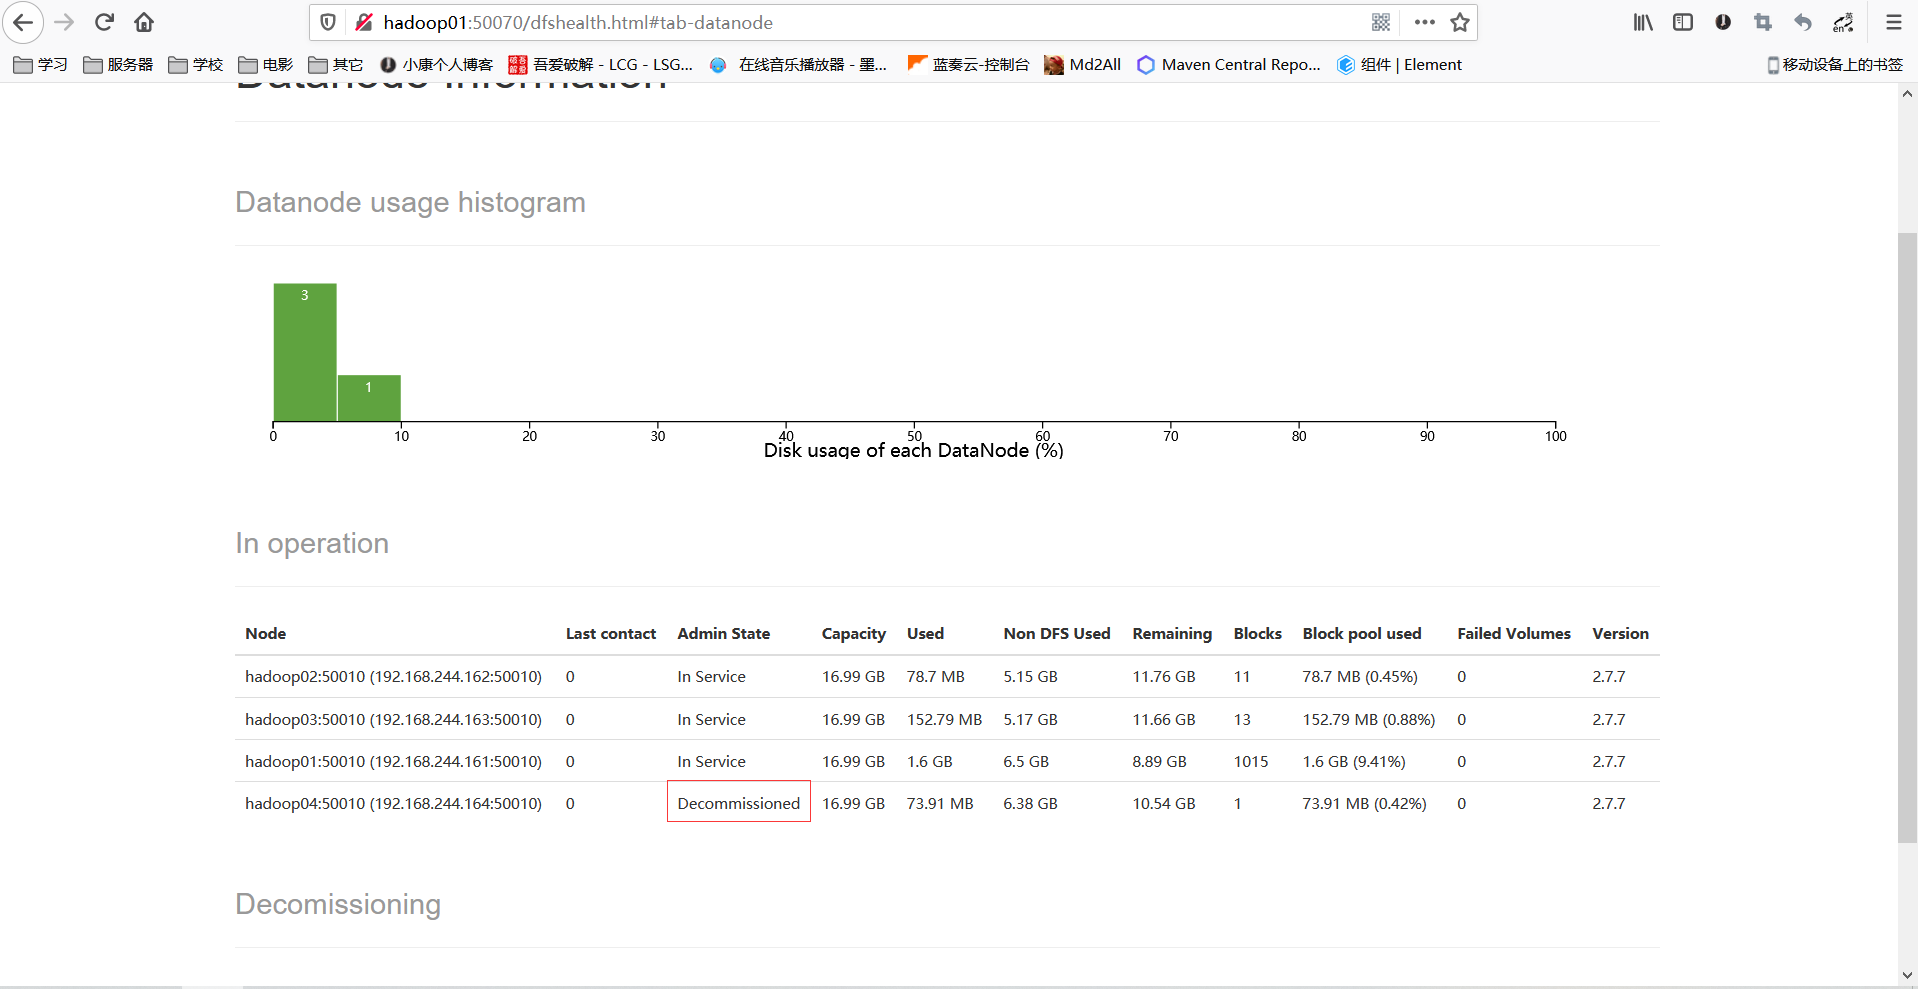 hadoop01:50070/dfshealth.html#tab-datanode
学习 服务器 学校 电影 其它 小康个人博客 吾爱破解 - LCG - LSG... 在线音乐播放器 - 墨... 蓝奏云-控制台 Md2All Maven Central Repo... 组件 | Element 移动设备上的书签
Datanode Information
Datanode usage histogram
3
1
0 10 20 30 40 50 60 70 80 90 100
Disk usage of each DataNode (%)
In operation
Node Last contact Admin State Capacity Used Non DFS Used Remaining Blocks Block pool used Failed Volumes Version
hadoop02:50010 (192.168.244.162:50010) 0 In Service 16.99 GB 78.7 MB 5.15 GB 11.76 GB 11 78.7 MB (0.45%) 0 2.7.7
hadoop03:50010 (192.168.244.163:50010) 0 In Service 16.99 GB 152.79 MB 5.17 GB 11.66 GB 13 152.79 MB (0.88%) 0 2.7.7
hadoop01:50010 (192.168.244.161:50010) 0 In Service 16.99 GB 1.6 GB 6.5 GB 8.89 GB 1015 1.6 GB (9.41%) 0 2.7.7
hadoop04:50010 (192.168.244.164:50010) 0 Decommissioned 16.99 GB 73.91 MB 6.38 GB 10.54 GB 1 73.91 MB (0.42%) 0 2.7.7
Decomissioning